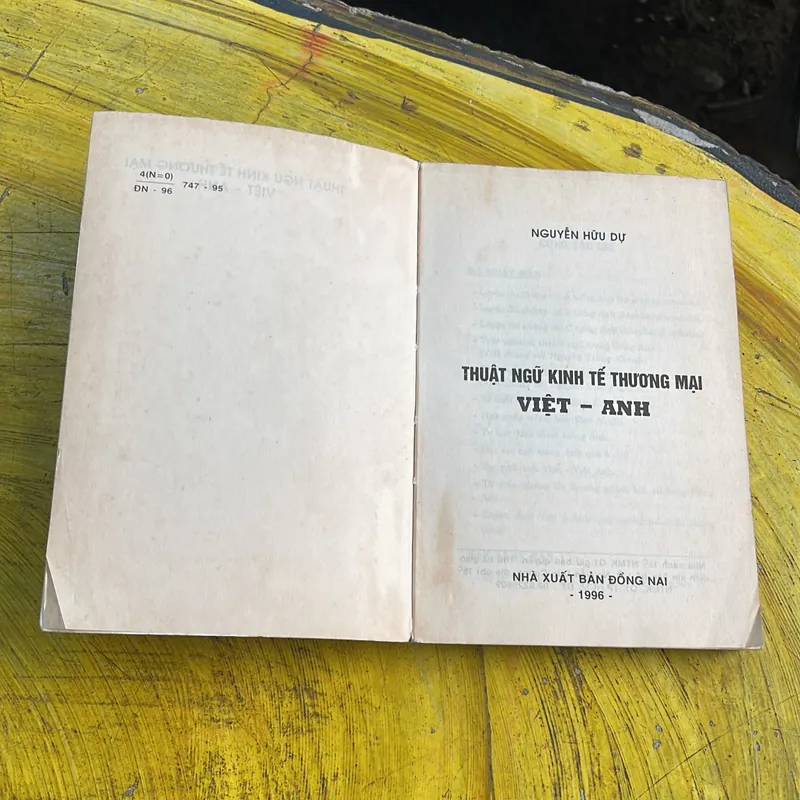 4(N=0)
ĐN - 96
747 - 95
NGUYỄN HỮU DỰ
THUẬT NGỮ KINH TẾ THƯƠNG MẠI
VIỆT – ANH
NHÀ XUẤT BẢN ĐỒNG NAI
- 1996 -